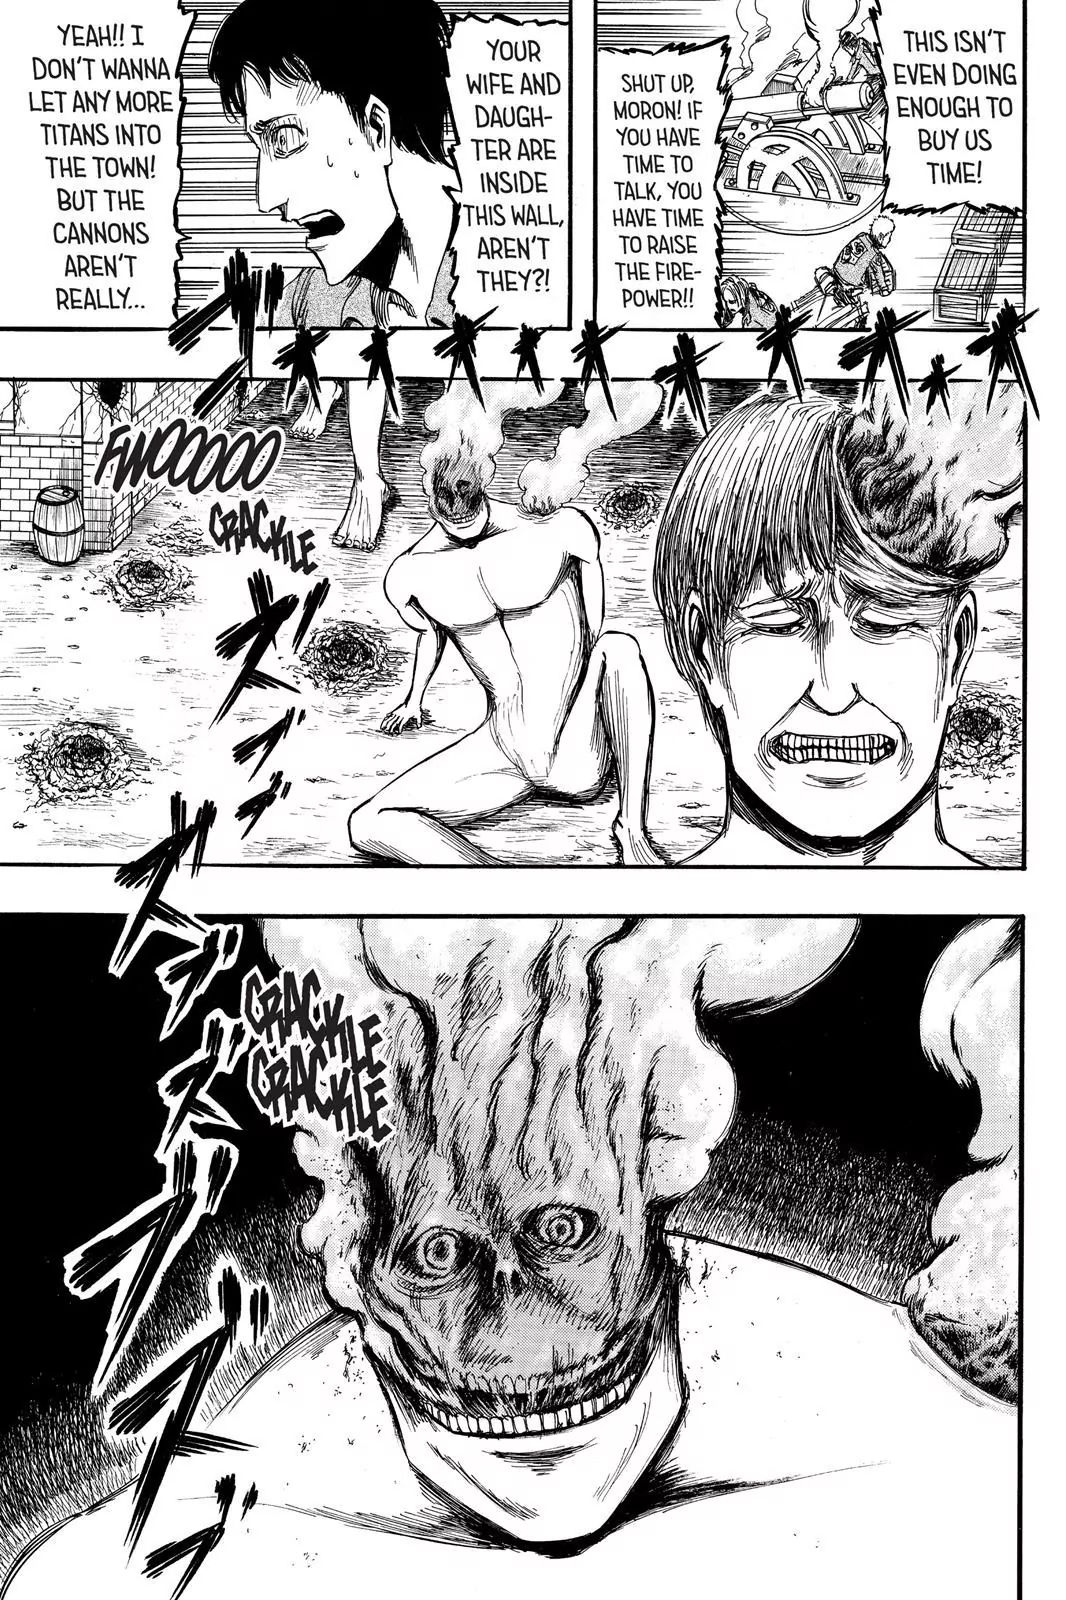 THIS ISN'T
EVEN DOING
ENOUGH TO
BUY US
TIME!
SHUT UP,
MORON! IF
YOU HAVE
TIME TO
TALK, YOU
HAVE TIME
TO RAISE
THE FIRE-
POWER!!
YOUR
WIFE AND
DAUGH-
TER ARE
INSIDE
THIS WALL,
AREN'T
THEY?!
YEAH!! I
DON'T WANNA
LET ANY MORE
TITANS INTO
THE TOWN!
BUT THE
CANNONS
AREN'T
REALLY...
FWOOOOO
CRACKLE
CRACKLE
CRACKLE